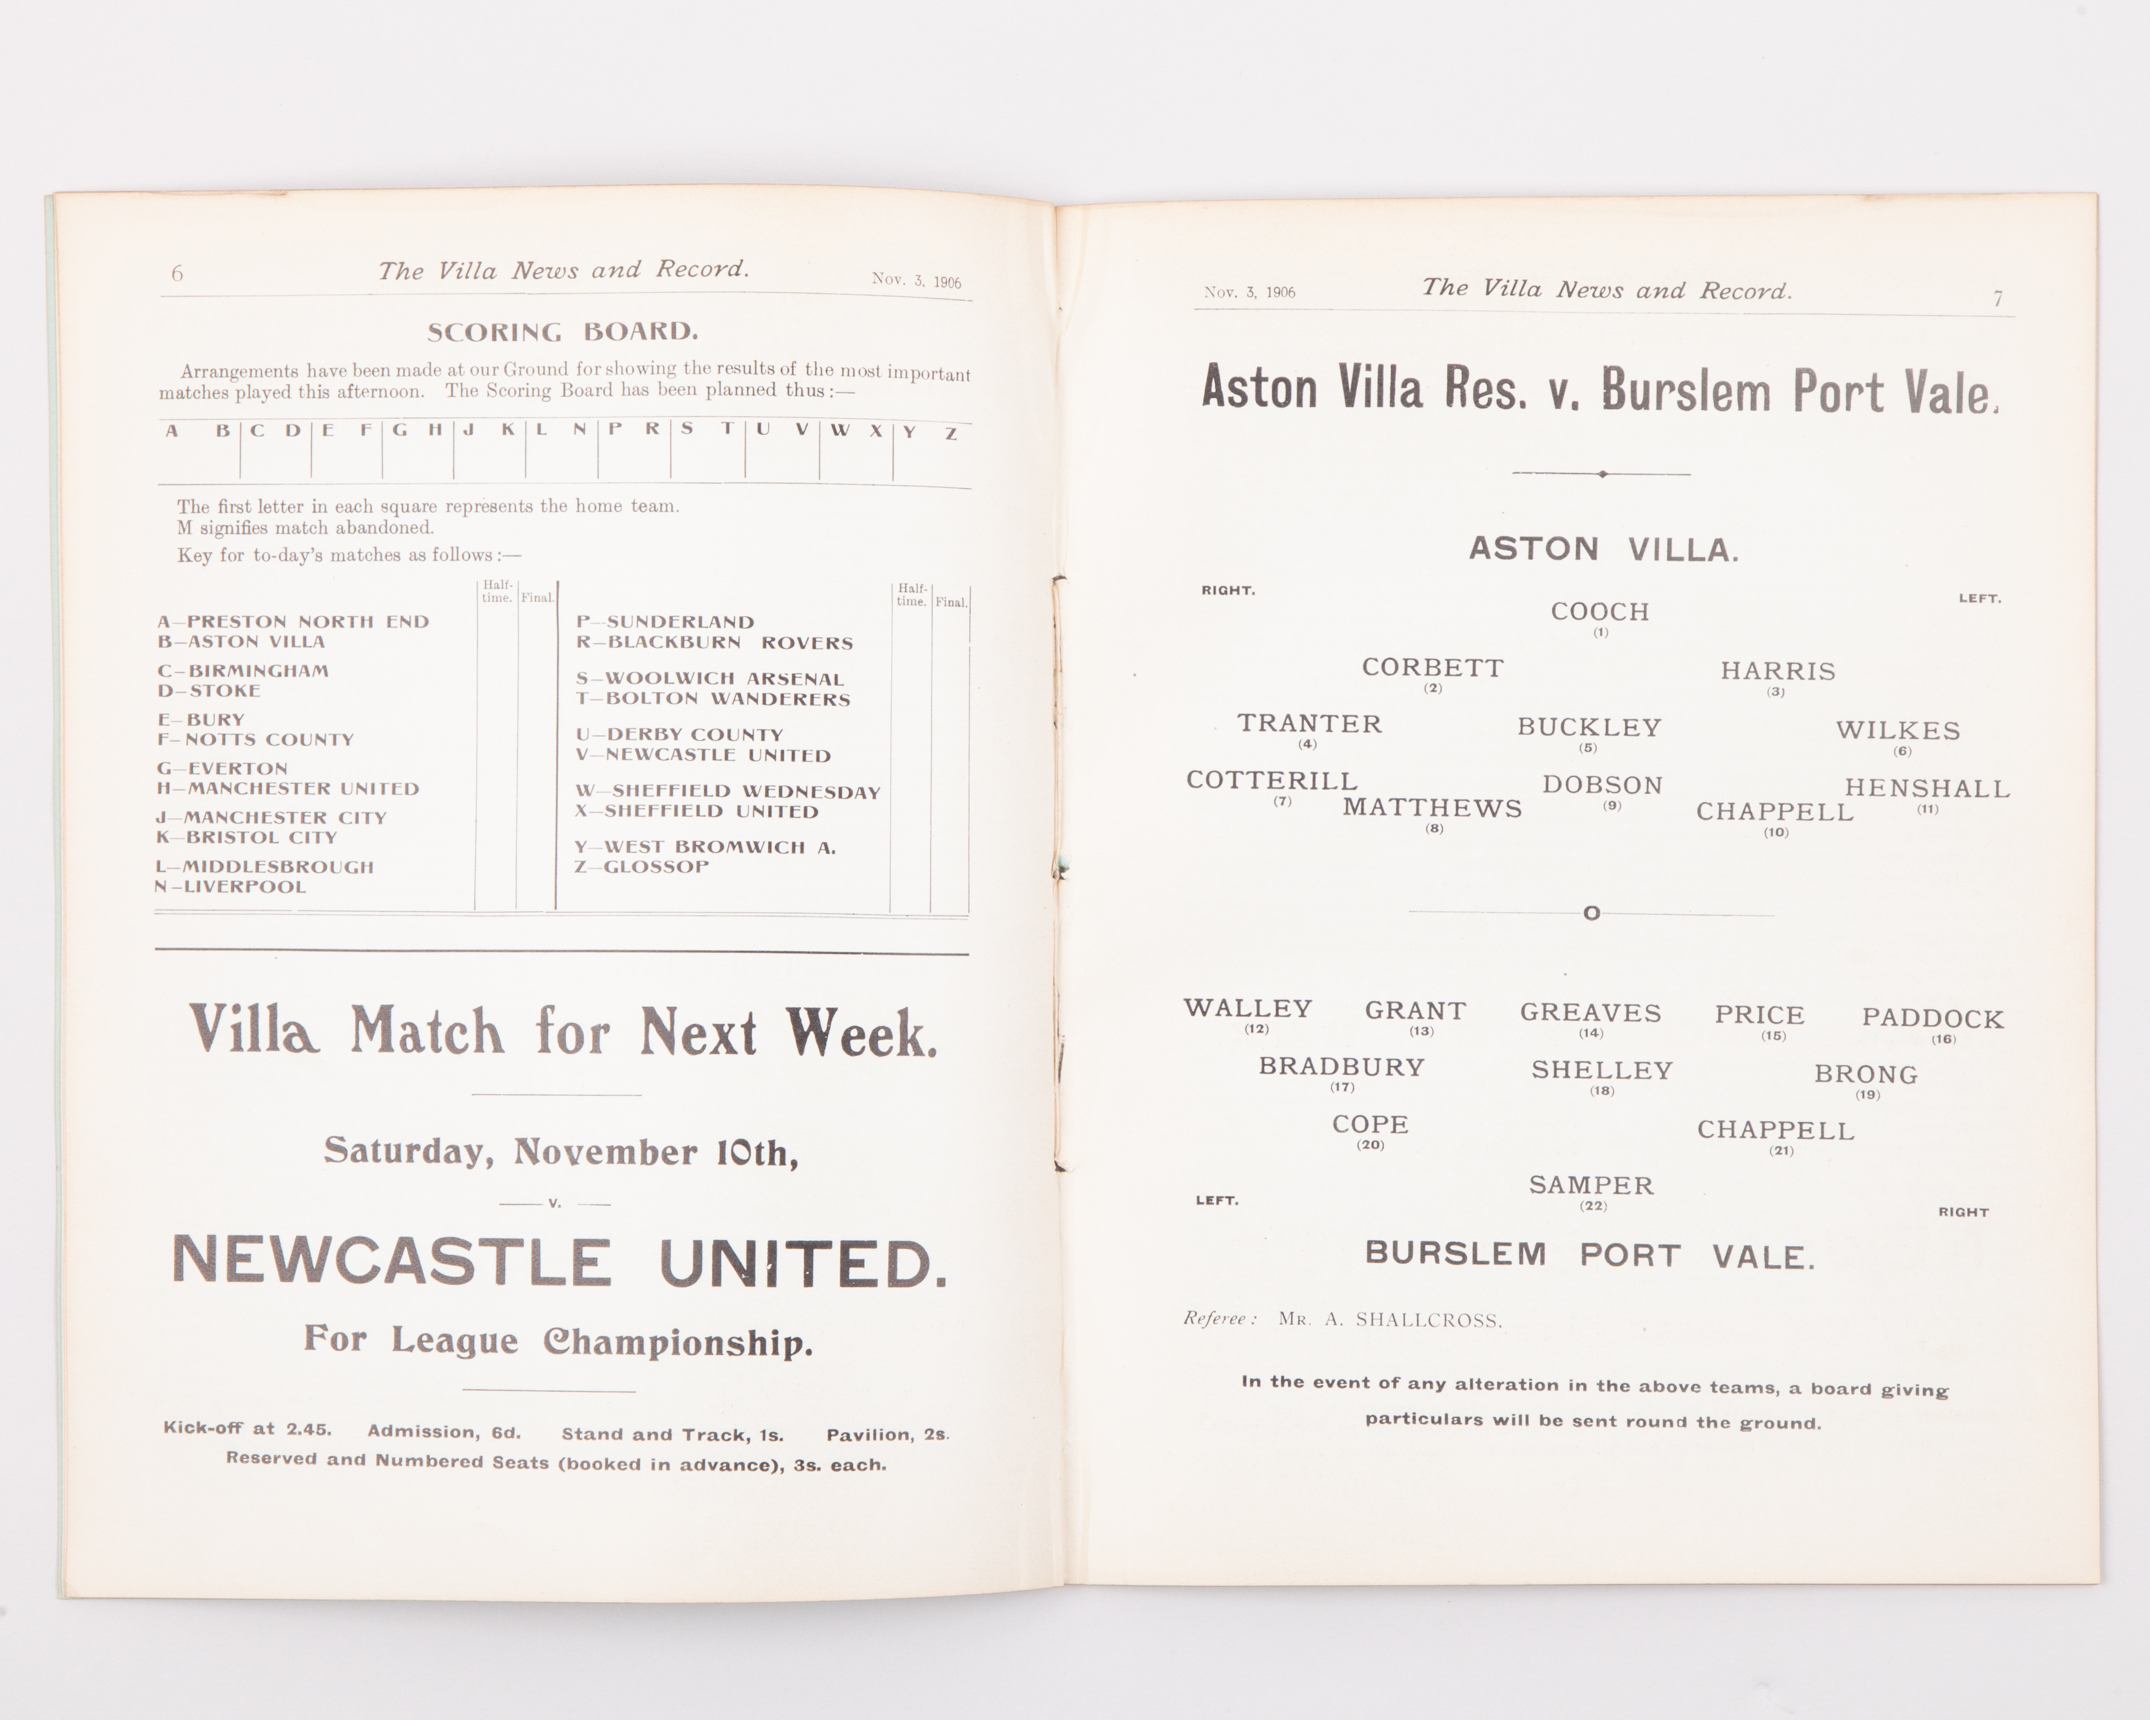 6 The Villa News and Record. Nov. 3, 1906
SCORING BOARD.
Arrangements have been made at our Ground for showing the results of the most important
matches played this afternoon. The Scoring Board has been planned thus:—
A B C D E F G H J K L N P R S T U V W X Y Z
The first letter in each square represents the home team.
M signifies match abandoned.
Key for to-day's matches as follows:—
Half-time. Final.
A—PRESTON NORTH END
B—ASTON VILLA
C—BIRMINGHAM
D—STOKE
E—BURY
F—NOTTS COUNTY
G—EVERTON
H—MANCHESTER UNITED
J—MANCHESTER CITY
K—BRISTOL CITY
L—MIDDLESBROUGH
N—LIVERPOOL
Half-time. Final.
P—SUNDERLAND
R—BLACKBURN ROVERS
S—WOOLWICH ARSENAL
T—BOLTON WANDERERS
U—DERBY COUNTY
V—NEWCASTLE UNITED
W—SHEFFIELD WEDNESDAY
X—SHEFFIELD UNITED
Y—WEST BROMWICH A.
Z—GLOSSOP
Villa Match for Next Week.
Saturday, November 10th,
v.
NEWCASTLE UNITED.
For League Championship.
Kick-off at 2.45. Admission, 6d. Stand and Track, 1s. Pavilion, 2s.
Reserved and Numbered Seats (booked in advance), 3s. each.
Nov. 3, 1906 The Villa News and Record. 7
Aston Villa Res. v. Burslem Port Vale.
ASTON VILLA.
RIGHT. LEFT.
COOCH
(1)
CORBETT HARRIS
(2) (3)
TRANTER BUCKLEY WILKES
(4) (5) (6)
COTTERILL DOBSON HENSHALL
(7) (9) (11)
MATTHEWS CHAPPELL
(8) (10)
O
WALLEY GRANT GREAVES PRICE PADDOCK
(12) (13) (14) (15) (16)
BRADBURY SHELLEY BRONG
(17) (18) (19)
COPE CHAPPELL
(20) (21)
SAMPER
(22)
LEFT. RIGHT
BURSLEM PORT VALE.
Referee: MR. A. SHALLCROSS.
In the event of any alteration in the above teams, a board giving
particulars will be sent round the ground.